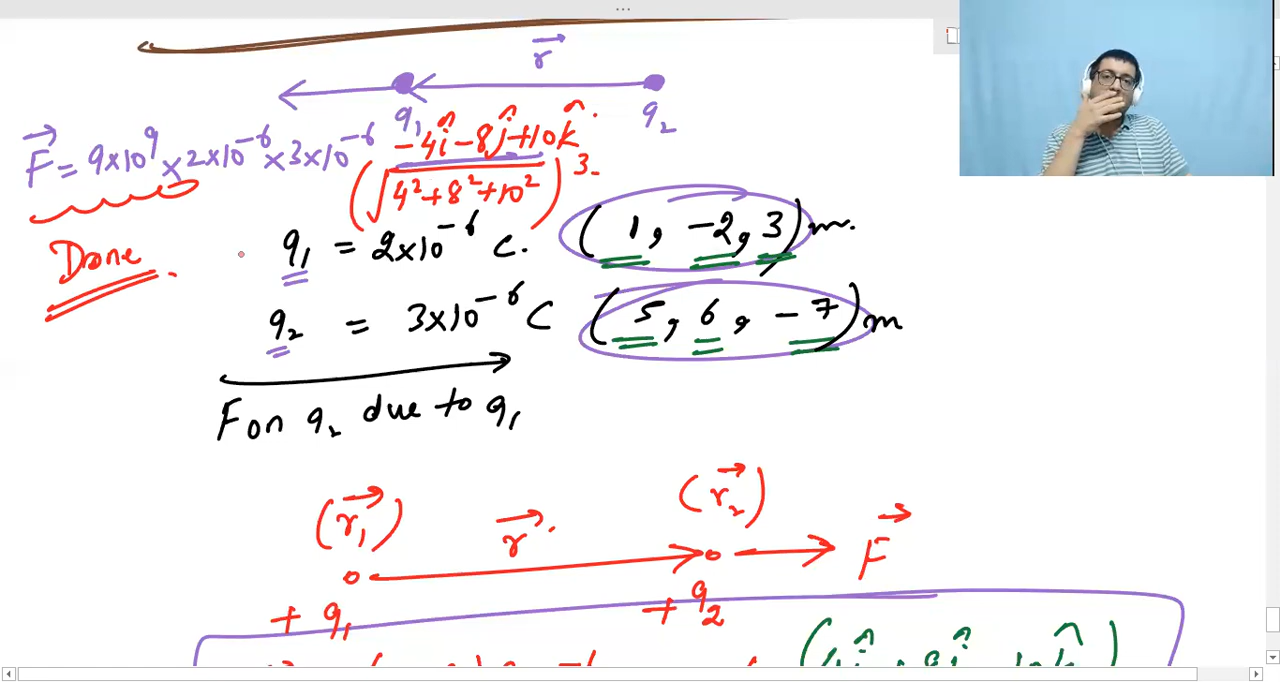 r⃗
q₁ q₂
F⃗ = 9×10⁹ × 2×10⁻⁶ × 3×10⁻⁶ (-4î - 8ĵ + 10k̂) / (√(4² + 8² + 10²))³
q₁ = 2×10⁻⁶ C. (1, -2, 3) m.
Done
q₂ = 3×10⁻⁶ C (5, 6, -7) m
F on q₂ due to q₁
(r₁⃗) r⃗ (r₂⃗) F⃗
+q₁ +q₂